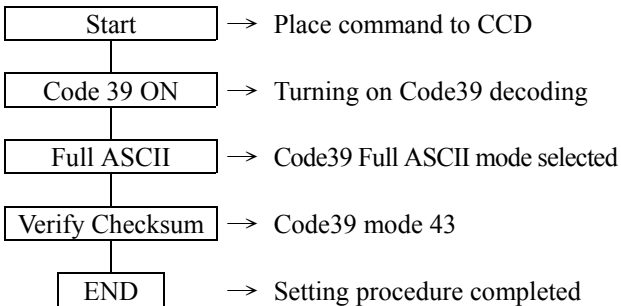 Start → Place command to CCD
Code 39 ON → Turning on Code39 decoding
Full ASCII → Code39 Full ASCII mode selected
Verify Checksum → Code39 mode 43
END → Setting procedure completed